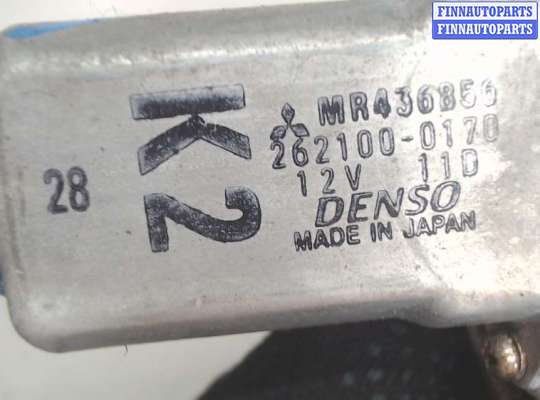 FINNAUTOPARTS
FINNAUTOPARTS
28
K2
MR436856
262100-0170
12V 11D
DENSO
MADE IN JAPAN